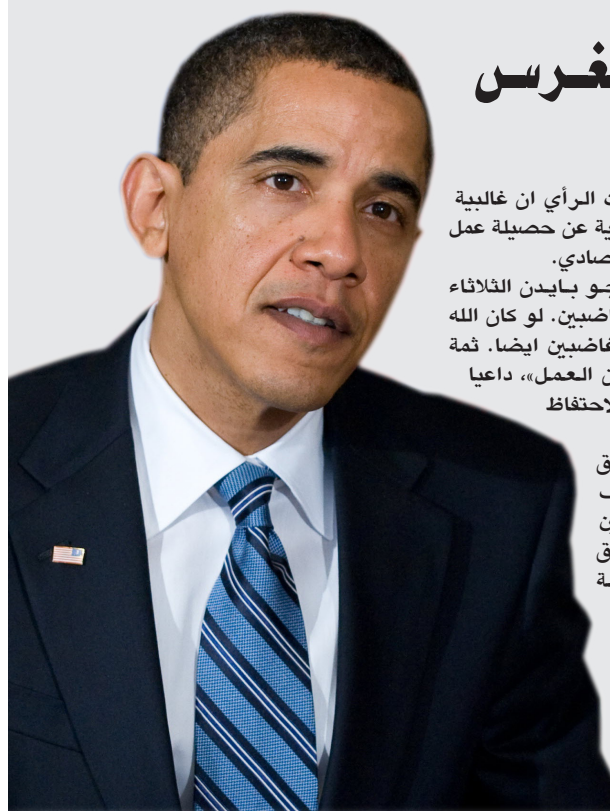 غرس
الرأي ان غالبية
ية عن حصيلة عمل
صادي.
جو بايدن الثلاثاء
اضبين. لو كان الله
غاضبين ايضا. ثمة
ن العمل»، داعيا
لاحتفاظ
ق
ن
ق
ة